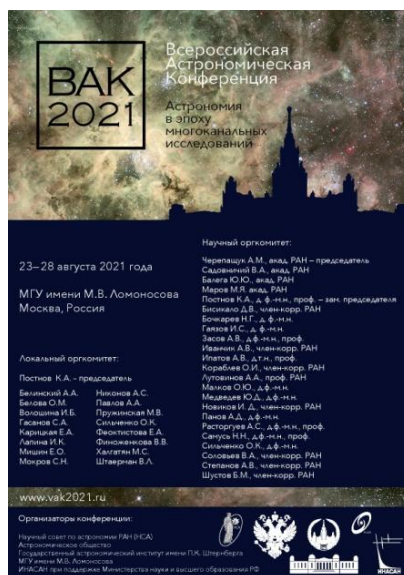 ВАК
2021
Всероссийская
Астрономическая
Конференция
Астрономия
в эпоху
многоканальных
исследований
23–28 августа 2021 года
МГУ имени М.В. Ломоносова
Москва, Россия
Локальный оргкомитет:
Постнов К.А. - председатель
Белинский А.А.
Белова О.М.
Волошина И.Б.
Гасанов С.А.
Карицкая Е.А.
Лапина И.К.
Мишин Е.О.
Мокров С.Н.
Никонов А.С.
Павлов А.А.
Пружинская М.В.
Сильченко О.К.
Феоктистова Е.А.
Финоженкова В.В.
Халгатян М.С.
Штаерман В.Л.
Научный оргкомитет:
Черепащук А.М., акад. РАН – председатель
Садовничий В.А., акад. РАН
Балега Ю.Ю., акад. РАН
Маров М.Я. акад. РАН
Постнов К.А., д.ф.-м.н., проф. – зам. председателя
Бисикало Д.В., член-корр. РАН
Бочкарев Н.Г., д.ф.-м.н.
Гаязов И.С., д.ф.-м.н.
Засов А.В., д.ф.-м.н., проф.
Иванчик А.В., член-корр. РАН
Ипатов А.В., д.т.н., проф.
Кораблев О.И., член-корр. РАН
Лутовинов А.А., проф. РАН
Малков О.Ю., д.ф.-м.н.
Медведев Ю.Д., д.ф.-м.н.
Новиков И. Д., член-корр. РАН
Панов А.Д., д.ф.-м.н.
Расторгуев А.С., д.ф.-м.н., проф.
Самусь Н.Н., д.ф.-м.н., проф.
Сильченко О.К., д.ф.-м.н.
Соловьев В.А., член-корр. РАН
Степанов А.В., член-корр. РАН
Шустов Б.М., член-корр. РАН
www.vak2021.ru
Организаторы конференции:
Научный совет по астрономии РАН (НСА)
Астрономическое общество
Государственный астрономический институт имени П.К. Штернберга
МГУ имени М.В. Ломоносова
ИНАСАН при поддержке Министерства науки и высшего образования РФ
ИНАСАН